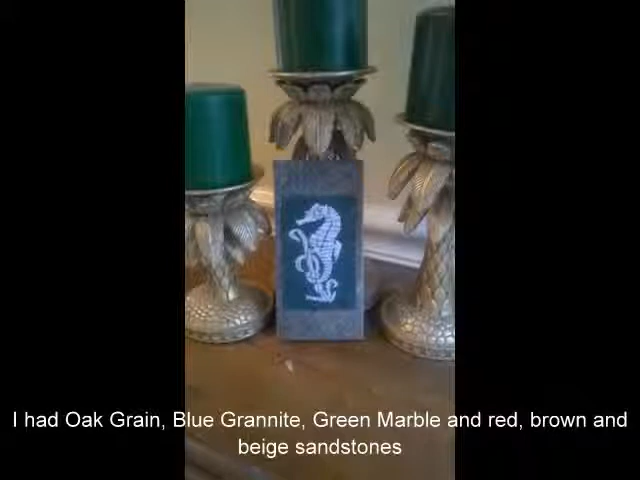 I had Oak Grain, Blue Grannite, Green Marble and red, brown and
beige sandstones